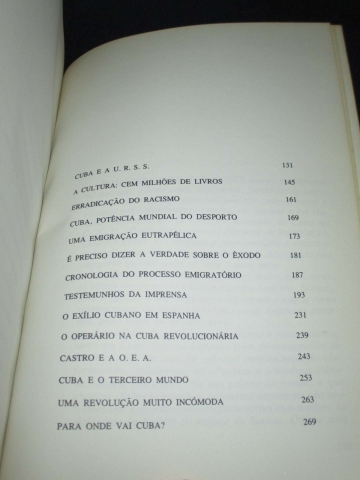 CUBA E A U. R. S. S. 131
A CULTURA: CEM MILHÕES DE LIVROS 145
ERRADICAÇÃO DO RACISMO 161
CUBA, POTÊNCIA MUNDIAL DO DESPORTO 169
UMA EMIGRAÇÃO EUTRAPÉLICA 173
É PRECISO DIZER A VERDADE SOBRE O ÊXODO 181
CRONOLOGIA DO PROCESSO EMIGRATÓRIO 187
TESTEMUNHOS DA IMPRENSA 193
O EXÍLIO CUBANO EM ESPANHA 231
O OPERÁRIO NA CUBA REVOLUCIONÁRIA 239
CASTRO E A O. E. A. 243
CUBA E O TERCEIRO MUNDO 253
UMA REVOLUÇÃO MUITO INCÓMODA 263
PARA ONDE VAI CUBA? 269